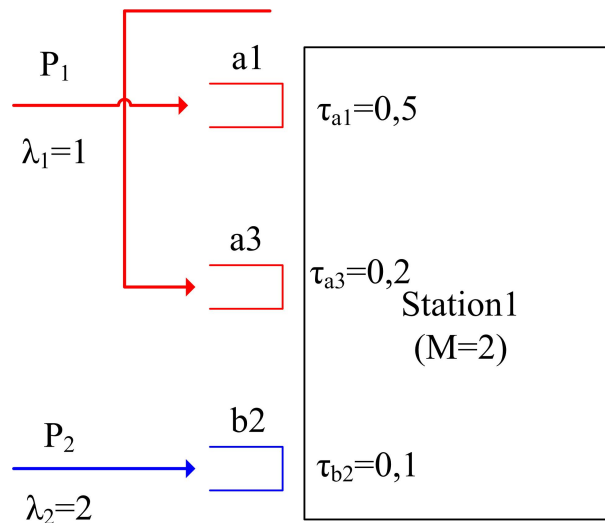 P₁
a1
τₐ₁=0,5
λ₁=1
a3
τₐ₃=0,2
Station1
(M=2)
P₂
b2
τb2=0,1
λ₂=2